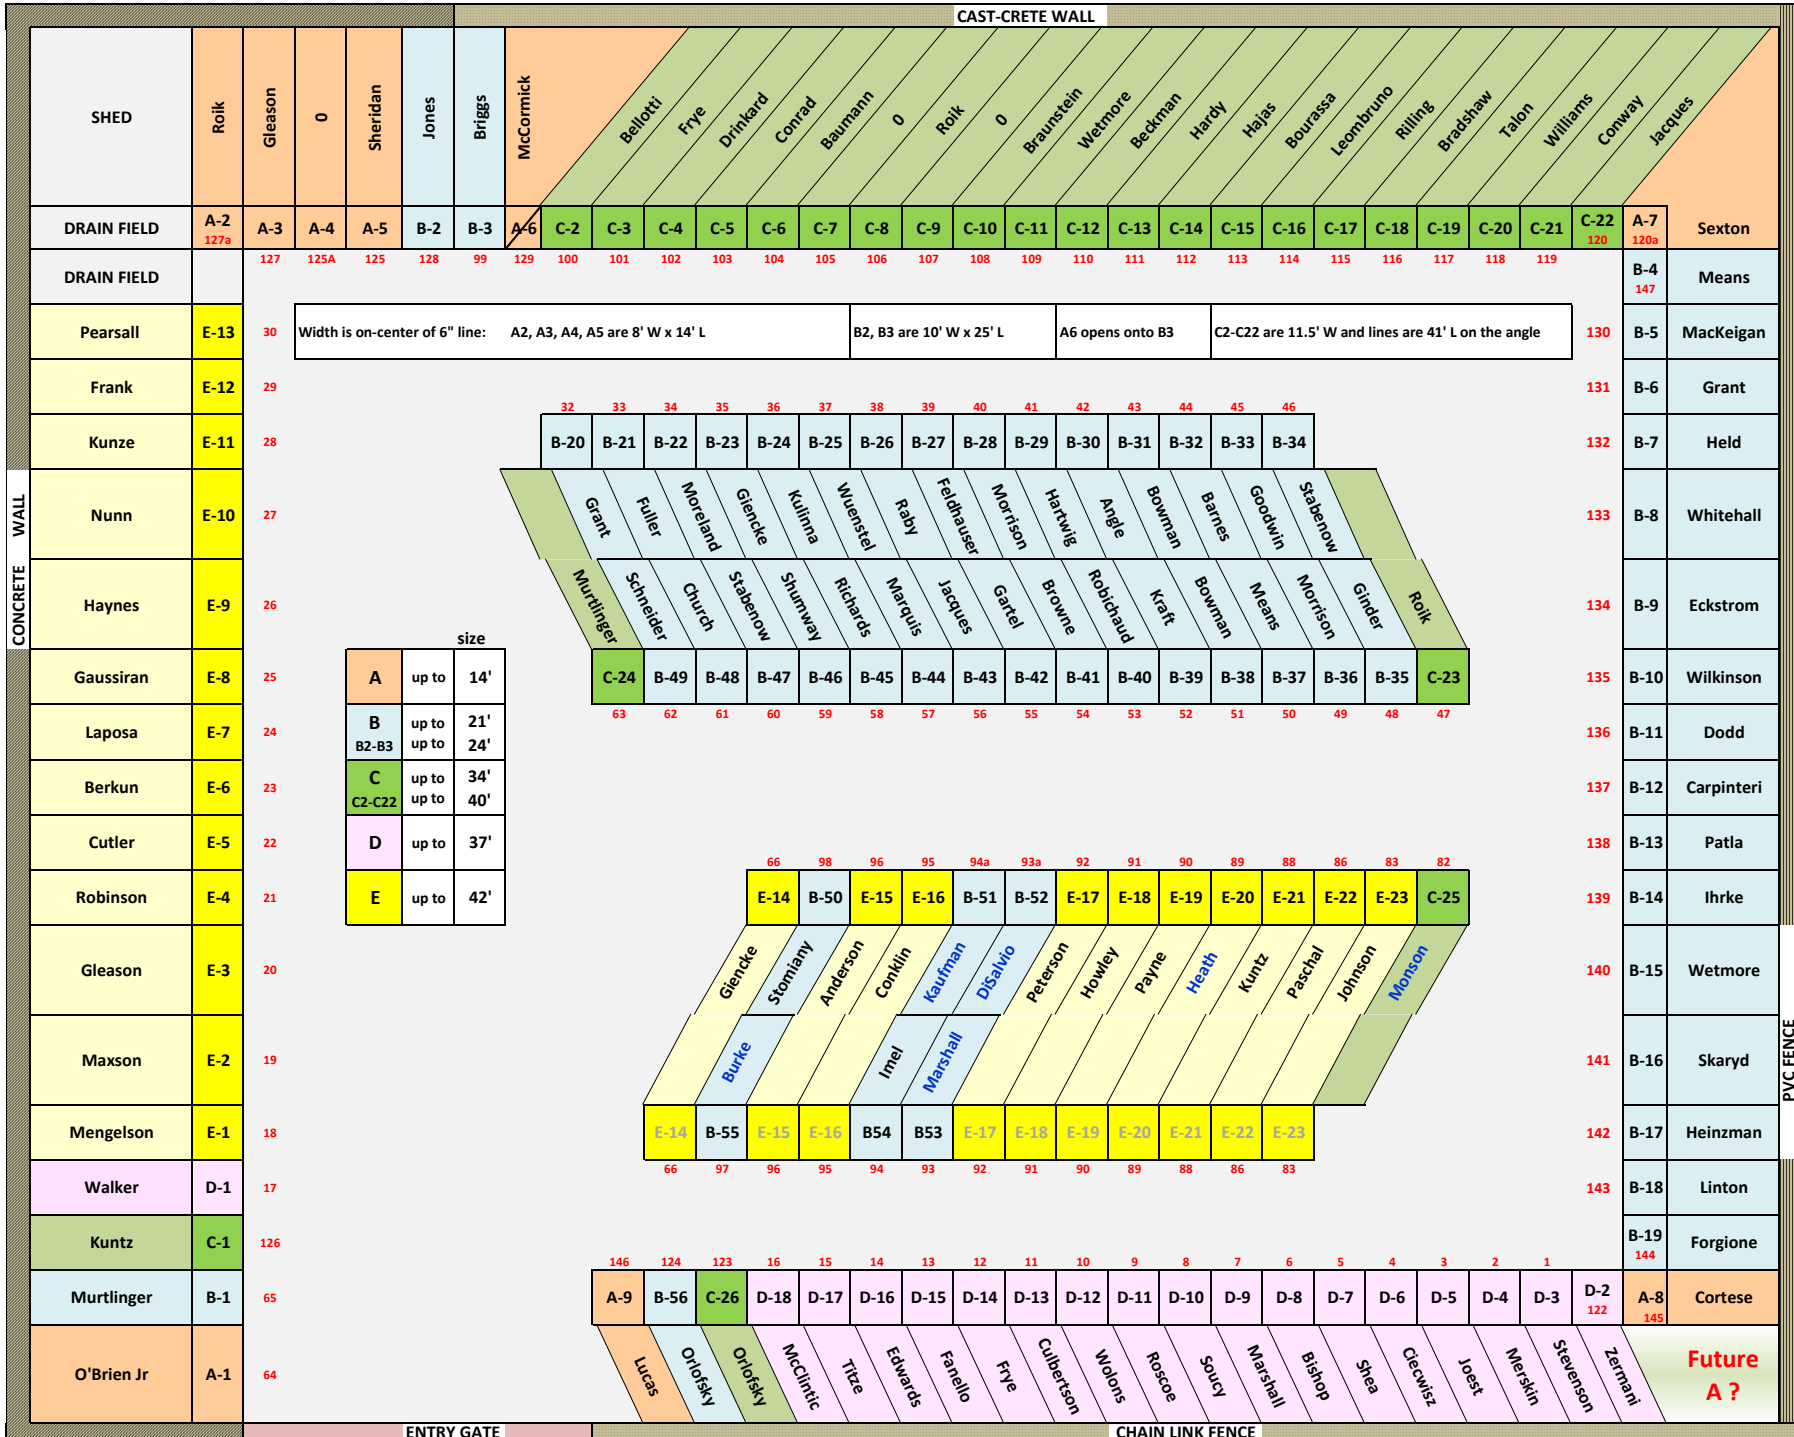 CAST-CRETE WALL
SHED
Roik
Gleason
0
Sheridan
Jones
Briggs
McCormick
Bellotti
Frye
Drinkard
Conrad
Baumann
0
Roik
0
Braunstein
Wetmore
Beckman
Hardy
Hajas
Bourassa
Leombruno
Rilling
Bradshaw
Talon
Williams
Conway
Jacques
DRAIN FIELD A-2 A-3 A-4 A-5 B-2 B-3 A-6 C-2 C-3 C-4 C-5 C-6 C-7 C-8 C-9 C-10 C-11 C-12 C-13 C-14 C-15 C-16 C-17 C-18 C-19 C-20 C-21 C-22 A-7 Sexton
127a 120 120a
127 125A 125 128 99 129 100 101 102 103 104 105 106 107 108 109 110 111 112 113 114 115 116 117 118 119
DRAIN FIELD B-4 Means
147
Pearsall E-13 30 Width is on-center of 6" line: A2, A3, A4, A5 are 8' W x 14' L B2, B3 are 10' W x 25' L A6 opens onto B3 C2-C22 are 11.5' W and lines are 41' L on the angle 130 B-5 MacKeigan
Frank E-12 29 131 B-6 Grant
32 33 34 35 36 37 38 39 40 41 42 43 44 45 46
Kunze E-11 28 B-20 B-21 B-22 B-23 B-24 B-25 B-26 B-27 B-28 B-29 B-30 B-31 B-32 B-33 B-34 132 B-7 Held
CONCRETE WALL
Nunn E-10 27 Grant Fuller Moreland Giencke Kulinna Wuenstel Raby Feldhauser Morrison Hartwig Angle Bowman Barnes Goodwin Stabenow 133 B-8 Whitehall
Haynes E-9 26 Murtlinger Schneider Church Stabenow Shumway Richards Marquis Jacques Gartel Browne Robichaud Kraft Bowman Means Morrison Ginder Roik 134 B-9 Eckstrom
size
Gaussiran E-8 25 A up to 14' C-24 B-49 B-48 B-47 B-46 B-45 B-44 B-43 B-42 B-41 B-40 B-39 B-38 B-37 B-36 B-35 C-23 135 B-10 Wilkinson
63 62 61 60 59 58 57 56 55 54 53 52 51 50 49 48 47
Laposa E-7 24 B up to 21' 136 B-11 Dodd
B2-B3 up to 24'
Berkun E-6 23 C up to 34' 137 B-12 Carpinteri
C2-C22 up to 40'
Cutler E-5 22 D up to 37' 138 B-13 Patla
66 98 96 95 94a 93a 92 91 90 89 88 86 83 82
Robinson E-4 21 E up to 42' E-14 B-50 E-15 E-16 B-51 B-52 E-17 E-18 E-19 E-20 E-21 E-22 E-23 C-25 139 B-14 Ihrke
Gleason E-3 20 Giencke Stomiany Anderson Conklin Kaufman DiSalvio Peterson Howley Payne Heath Kuntz Paschal Johnson Monson 140 B-15 Wetmore
Maxson E-2 19 Burke Imel Marshall 141 B-16 Skaryd
PVC FENCE
Mengelson E-1 18 E-14 B-55 E-15 E-16 B54 B53 E-17 E-18 E-19 E-20 E-21 E-22 E-23 142 B-17 Heinzman
66 97 96 95 94 93 92 91 90 89 88 86 83
Walker D-1 17 143 B-18 Linton
Kuntz C-1 126 B-19 Forgione
144
146 124 123 16 15 14 13 12 11 10 9 8 7 6 5 4 3 2 1
Murtlinger B-1 65 A-9 B-56 C-26 D-18 D-17 D-16 D-15 D-14 D-13 D-12 D-11 D-10 D-9 D-8 D-7 D-6 D-5 D-4 D-3 D-2 A-8 Cortese
122 145
O'Brien Jr A-1 64 Lucas Orlofsky Orlofsky McClintic Titze Edwards Fanello Frye Culbertson Wolons Roscoe Soucy Marshall Bishop Shea Ciecwisz Joest Merskin Stevenson Zermani Future
A ?
ENTRY GATE CHAIN LINK FENCE